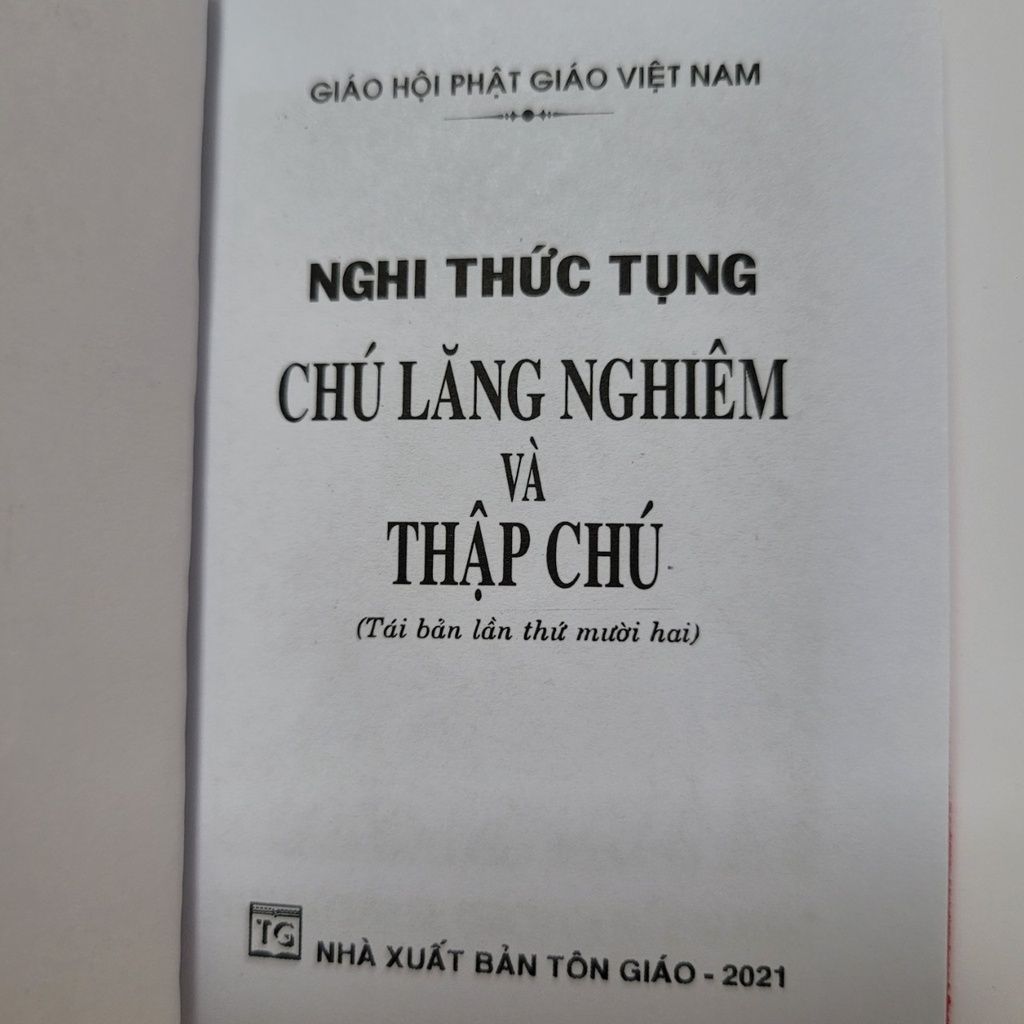 GIÁO HỘI PHẬT GIÁO VIỆT NAM
NGHI THỨC TỤNG
CHÚ LĂNG NGHIÊM
VÀ
THẬP CHÚ
(Tái bản lần thứ mười hai)
TG
NHÀ XUẤT BẢN TÔN GIÁO - 2021